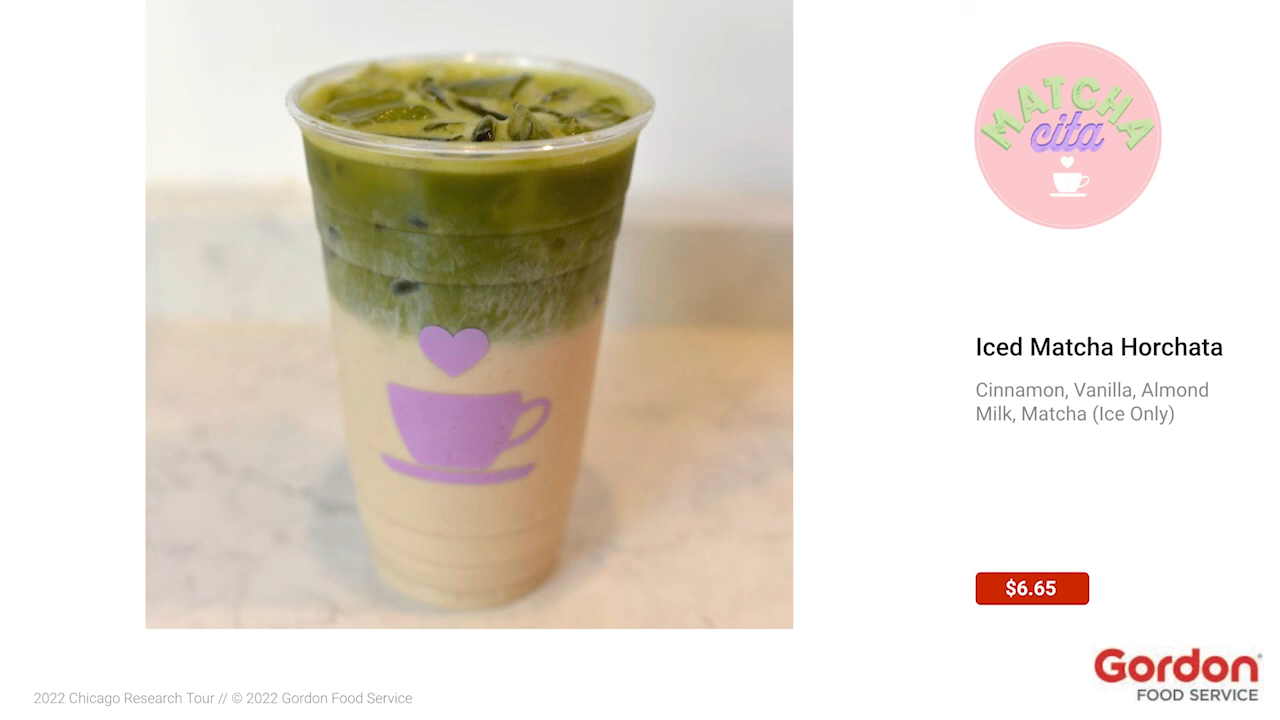 MATCHA
cita
Iced Matcha Horchata
Cinnamon, Vanilla, Almond
Milk, Matcha (Ice Only)
$6.65
Gordon®
FOOD SERVICE
2022 Chicago Research Tour // © 2022 Gordon Food Service